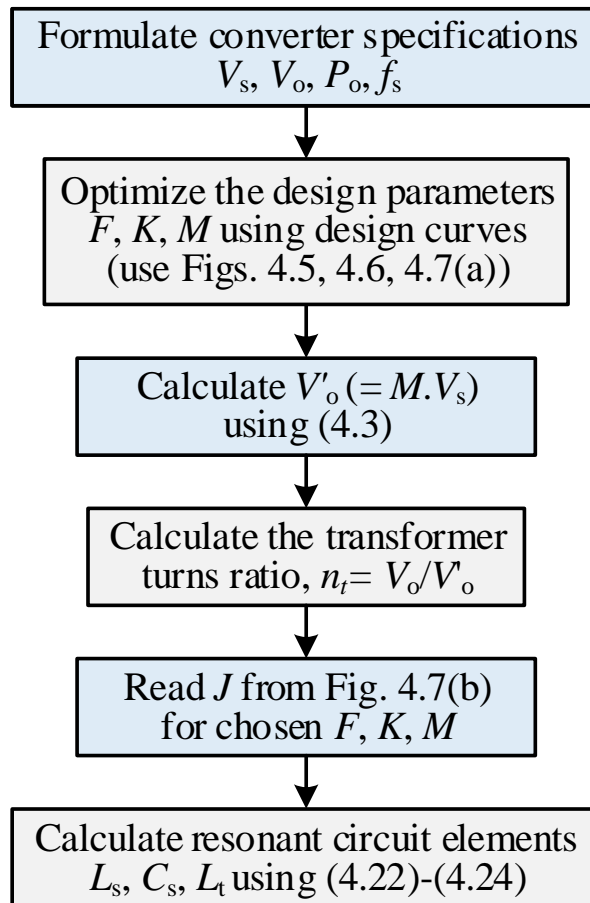 Formulate converter specifications
Vs, Vo, Po, fs
Optimize the design parameters
F, K, M using design curves
(use Figs. 4.5, 4.6, 4.7(a))
Calculate V'o (= M.Vs)
using (4.3)
Calculate the transformer
turns ratio, nt= Vo/V'o
Read J from Fig. 4.7(b)
for chosen F, K, M
Calculate resonant circuit elements
Ls, Cs, Lt using (4.22)-(4.24)